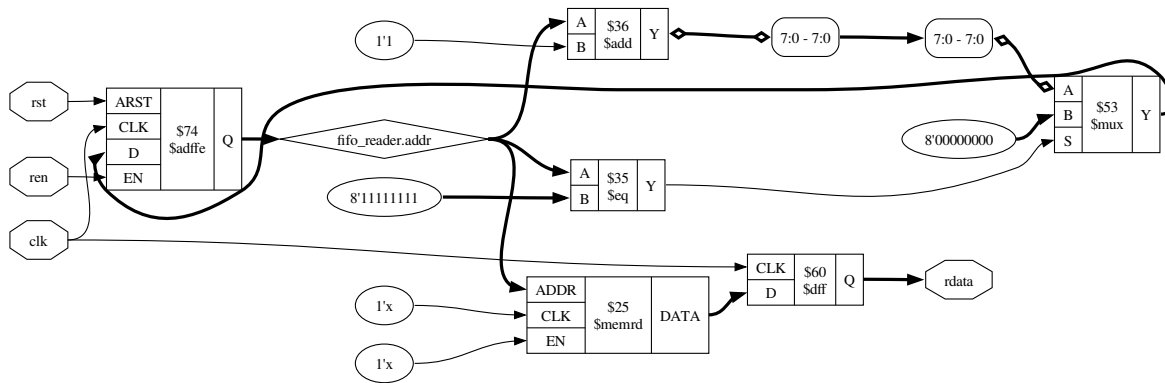 rst
ren
clk
ARST
CLK
D
EN
$74
$adffe
Q
fifo_reader.addr
1'1
A
B
$36
$add
Y
7:0 - 7:0
7:0 - 7:0
8'11111111
A
B
$35
$eq
Y
8'00000000
A
B
S
$53
$mux
Y
1'x
1'x
ADDR
CLK
EN
$25
$memrd
DATA
CLK
D
$60
$dff
Q
rdata